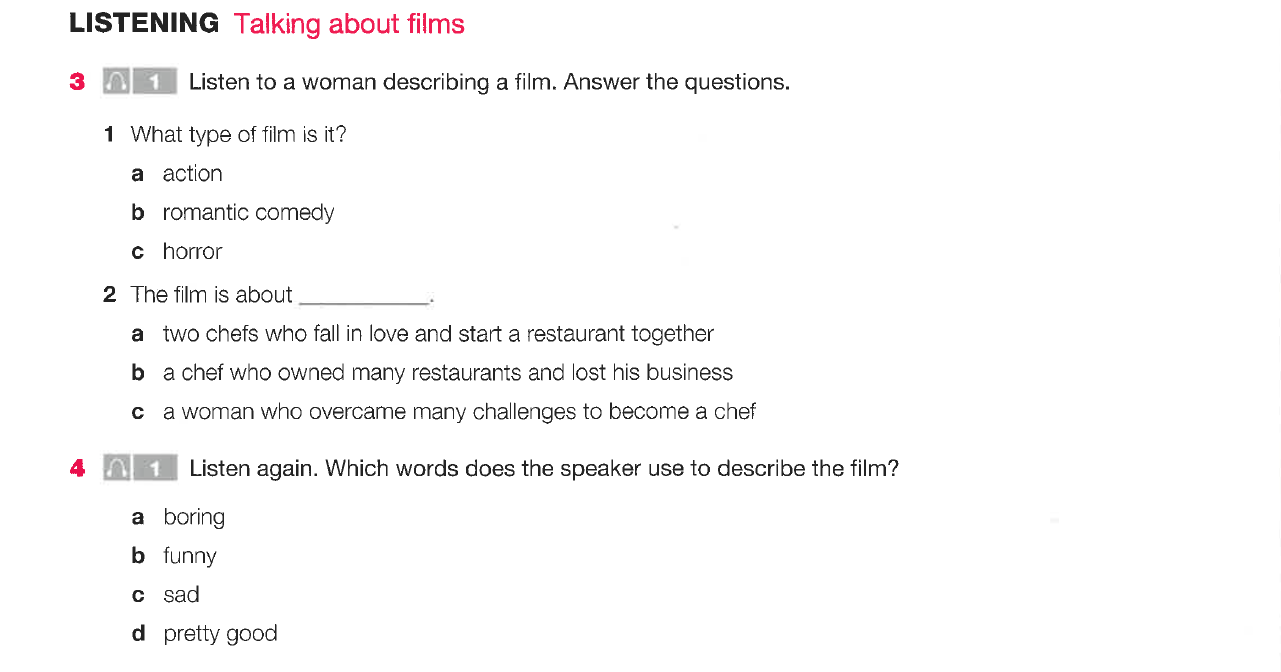 LISTENING Talking about films
3 1 Listen to a woman describing a film. Answer the questions.
1 What type of film is it?
a action
b romantic comedy
c horror
2 The film is about ___________.
a two chefs who fall in love and start a restaurant together
b a chef who owned many restaurants and lost his business
c a woman who overcame many challenges to become a chef
4 1 Listen again. Which words does the speaker use to describe the film?
a boring
b funny
c sad
d pretty good